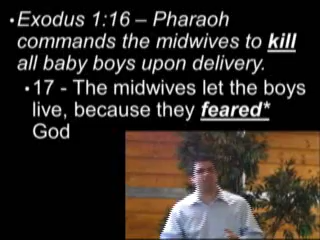 • Exodus 1:16 – Pharaoh
commands the midwives to kill
all baby boys upon delivery.
• 17 - The midwives let the boys
live, because they feared*
God